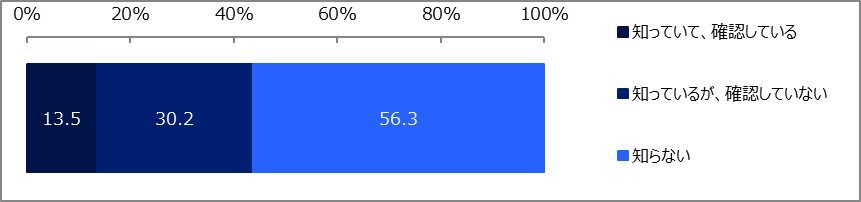 0% 20% 40% 60% 80% 100%
13.5 30.2 56.3
知っていて、確認している
知っているが、確認していない
知らない